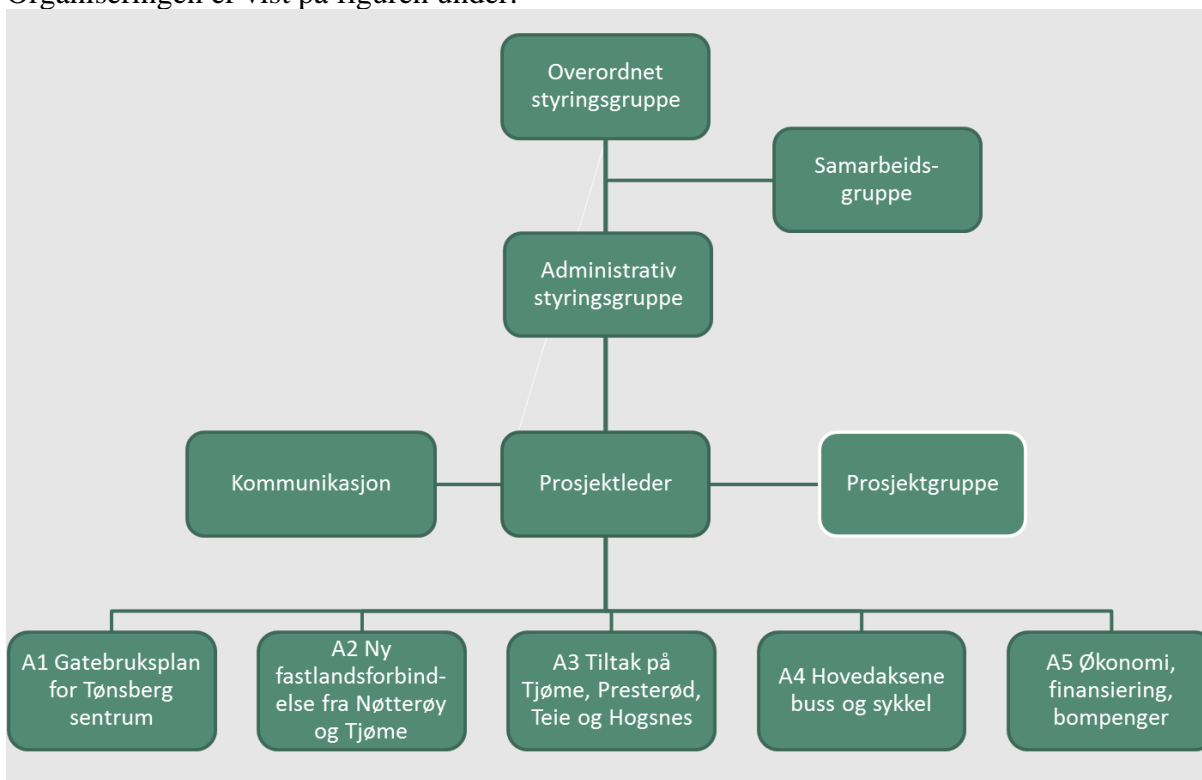 Organiseringen er vist på figuren under:
Overordnet
styringsgruppe
Samarbeids-
gruppe
Administrativ
styringsgruppe
Kommunikasjon
Prosjektleder
Prosjektgruppe
A1 Gatebruksplan
for Tønsberg
sentrum
A2 Ny
fastlandsforbind-
else fra Nøtterøy
og Tjøme
A3 Tiltak på
Tjøme, Presterød,
Teie og Hogsnes
A4 Hovedaksene
buss og sykkel
A5 Økonomi,
finansiering,
bompenger